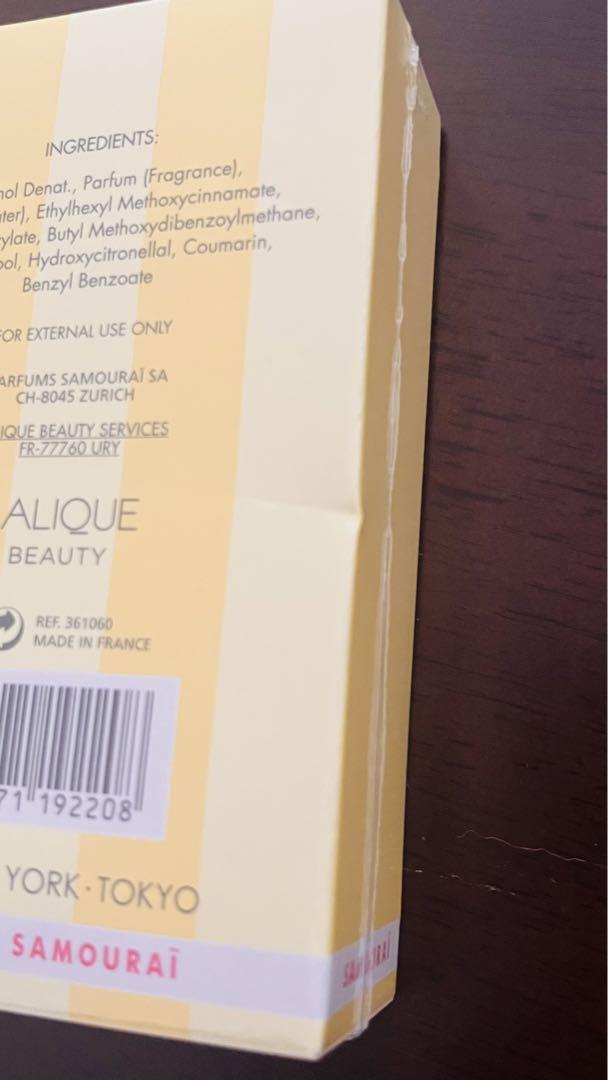 INGREDIENTS:
nol Denat., Parfum (Fragrance),
ter), Ethylhexyl Methoxycinnamate,
ylate, Butyl Methoxydibenzoylmethane,
ool, Hydroxycitronellal, Coumarin,
Benzyl Benzoate
FOR EXTERNAL USE ONLY
ARFUMS SAMOURAÏ SA
CH-8045 ZURICH
IQUE BEAUTY SERVICES
FR-77760 URY
ALIQUE
BEAUTY
REF. 361060
MADE IN FRANCE
71 192208
YORK · TOKYO
SAMOURAÏ